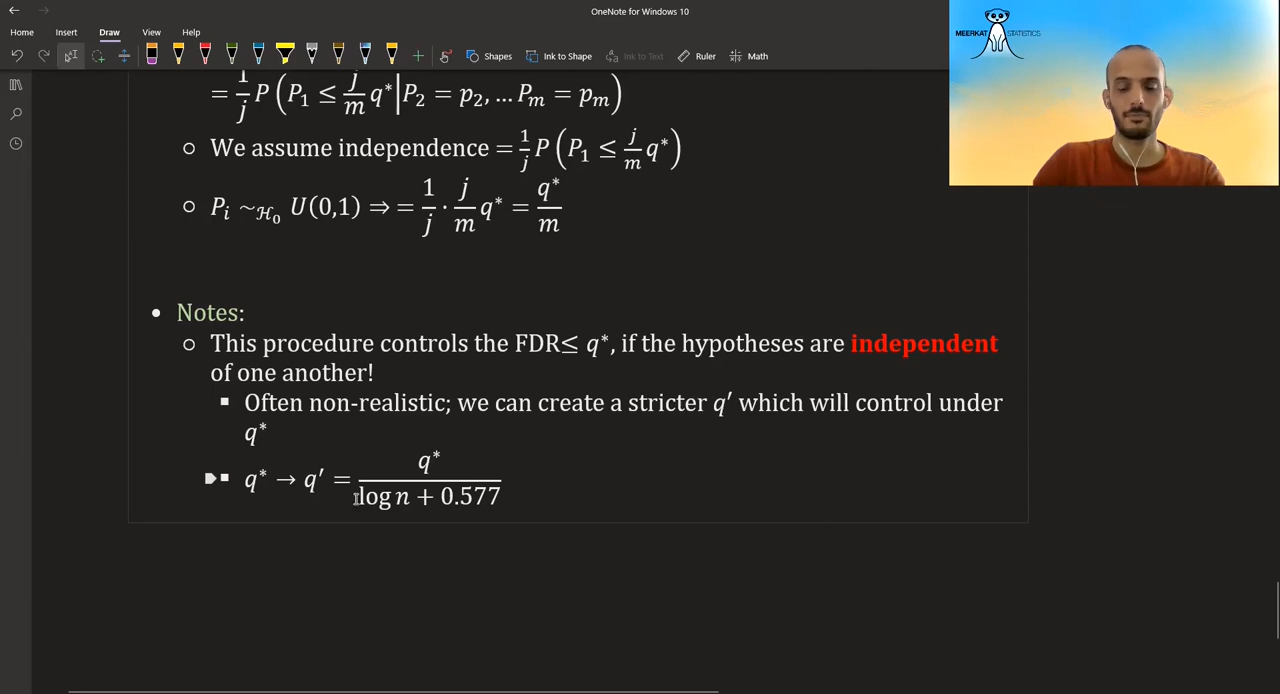 OneNote for Windows 10
Home Insert Draw View Help
Shapes Ink to Shape Ink to Text Ruler Math
MEERKAT STATISTICS
= 1/j P(P₁ ≤ j/m q*|P₂ = p₂, … Pₘ = pₘ)
○ We assume independence = 1/j P(P₁ ≤ j/m q*)
○ Pᵢ ~ℋ₀ U(0,1) ⇒ = 1/j · j/m q* = q*/m
• Notes:
○ This procedure controls the FDR≤ q*, if the hypotheses are independent
of one another!
▪ Often non-realistic; we can create a stricter q′ which will control under
q*
▪ q* → q′ = q*/(log n + 0.577)